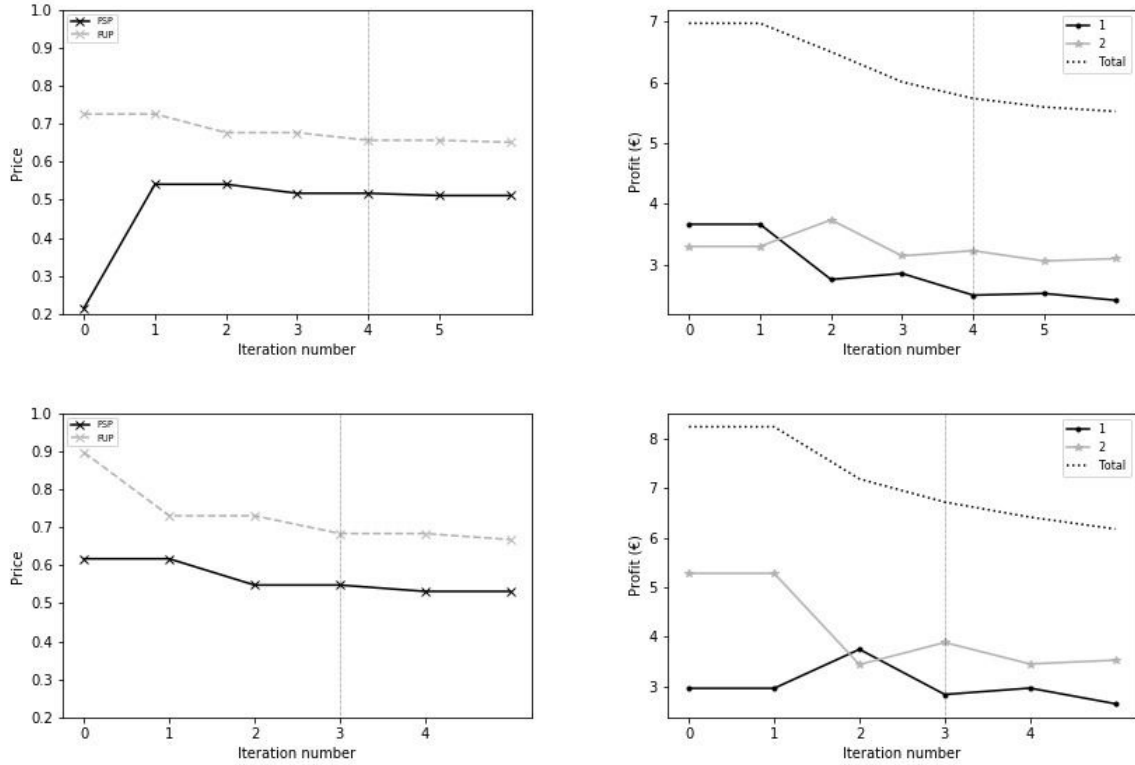 1.0
0.9
0.8
0.7
0.6
0.5
0.4
0.3
0.2
Price
PSP
PUP
0 1 2 3 4 5
Iteration number
7
6
5
4
3
Profit (€)
1
2
Total
0 1 2 3 4 5
Iteration number
1.0
0.9
0.8
0.7
0.6
0.5
0.4
0.3
0.2
Price
PSP
PUP
0 1 2 3 4
Iteration number
8
7
6
5
4
3
Profit (€)
1
2
Total
0 1 2 3 4
Iteration number